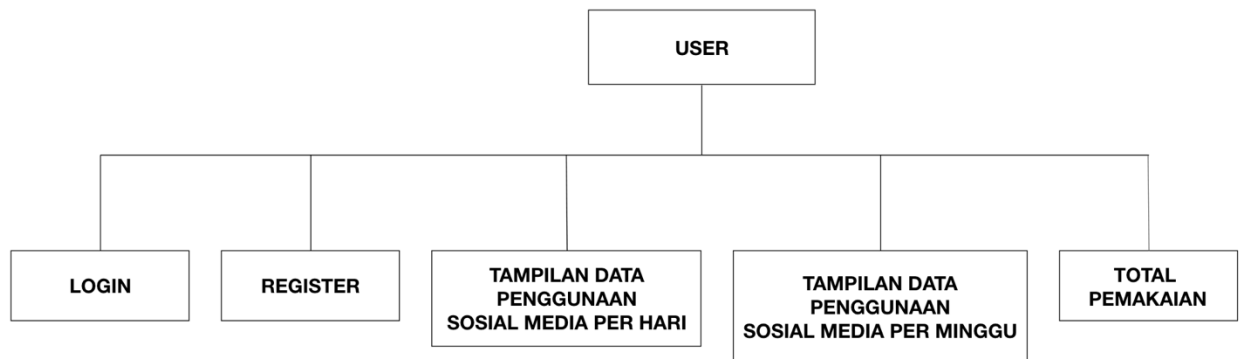 USER
LOGIN
REGISTER
TAMPILAN DATA
PENGGUNAAN
SOSIAL MEDIA PER HARI
TAMPILAN DATA
PENGGUNAAN
SOSIAL MEDIA PER MINGGU
TOTAL
PEMAKAIAN